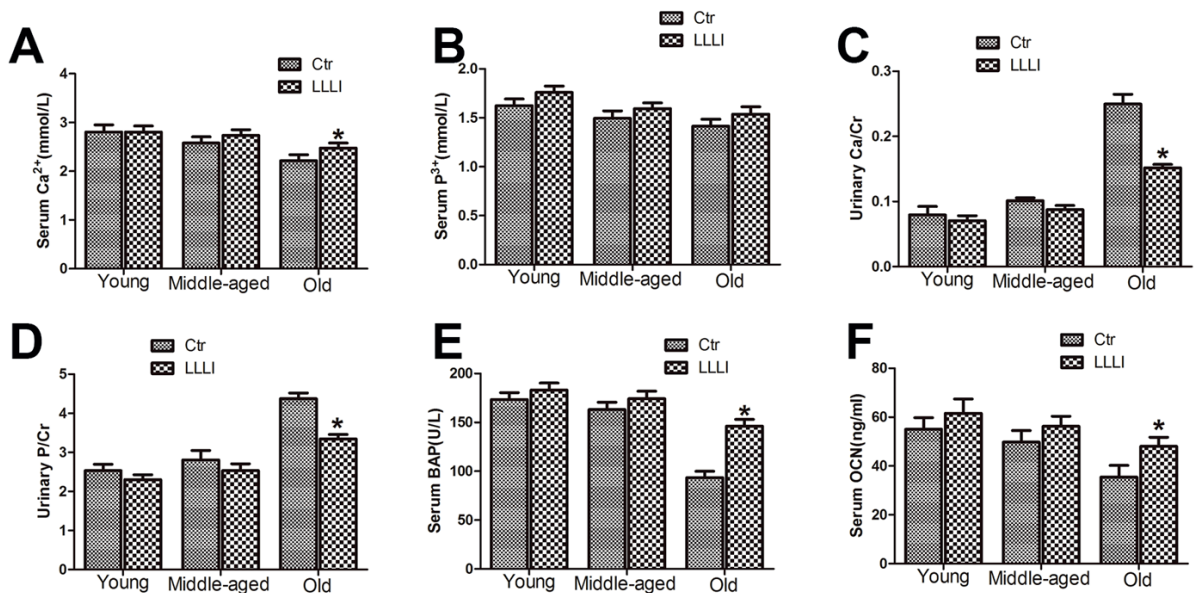 A
Ctr
LLLI
Serum Ca²⁺(mmol/L)
4
3
2
1
0
Young Middle-aged Old
*
B
Ctr
LLLI
Serum P³⁺(mmol/L)
2.0
1.5
1.0
0.5
0.0
Young Middle-aged Old
C
Ctr
LLLI
Urinary Ca/Cr
0.3
0.2
0.1
0.0
Young Middle-aged Old
*
D
Ctr
LLLI
Urinary P/Cr
5
4
3
2
1
0
Young Middle-aged Old
*
E
Ctr
LLLI
Serum BAP(U/L)
200
150
100
50
0
Young Middle-aged Old
*
F
Ctr
LLLI
Serum OCN(ng/ml)
80
60
40
20
0
Young Middle-aged Old
*